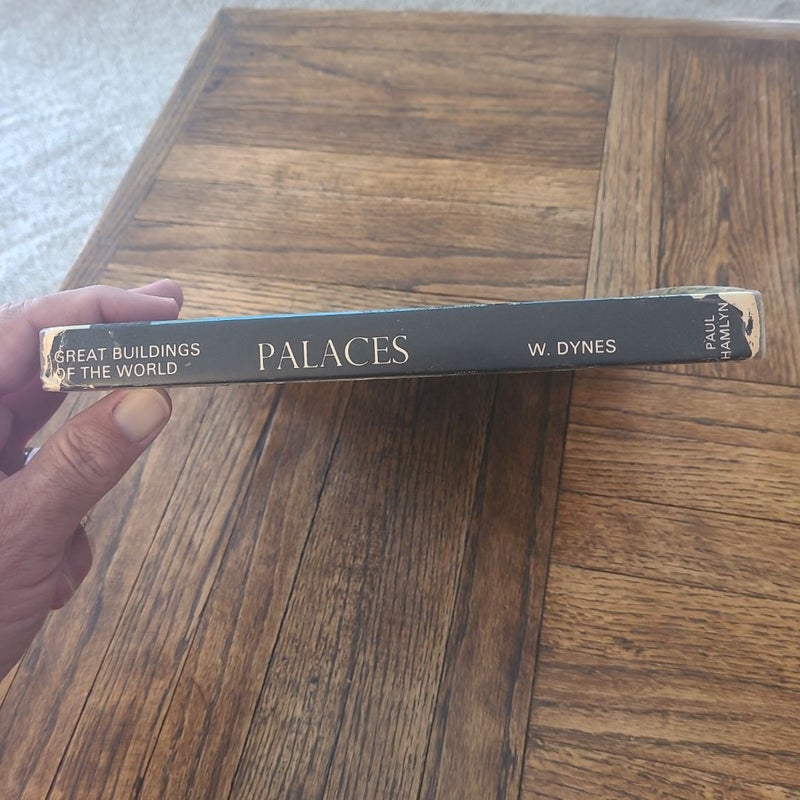 GREAT BUILDINGS
OF THE WORLD
PALACES
W. DYNES
PAUL
HAMLYN